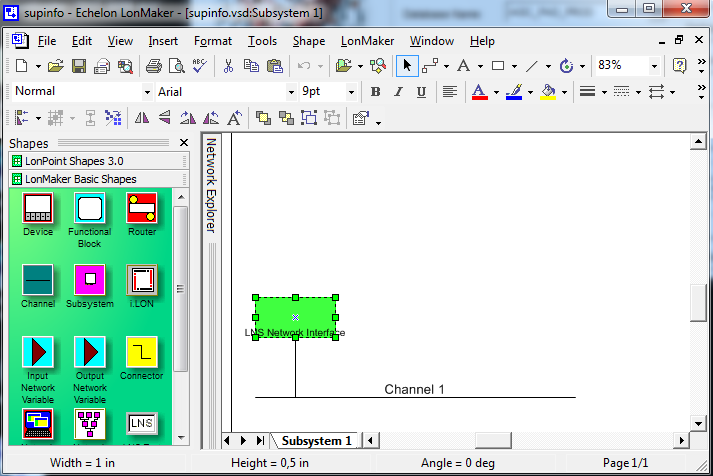 supinfo - Echelon LonMaker - [supinfo.vsd:Subsystem 1]
File Edit View Insert Format Tools Shape LonMaker Window Help
83%
Normal Arial 9pt
Shapes
LonPoint Shapes 3.0
LonMaker Basic Shapes
Device Functional Block Router
Channel Subsystem i.LON
Input Network Variable Output Network Variable Connector
LNS
Network Explorer
LNS Network Interface
Channel 1
Subsystem 1
Width = 1 in Height = 0,5 in Angle = 0 deg Page 1/1